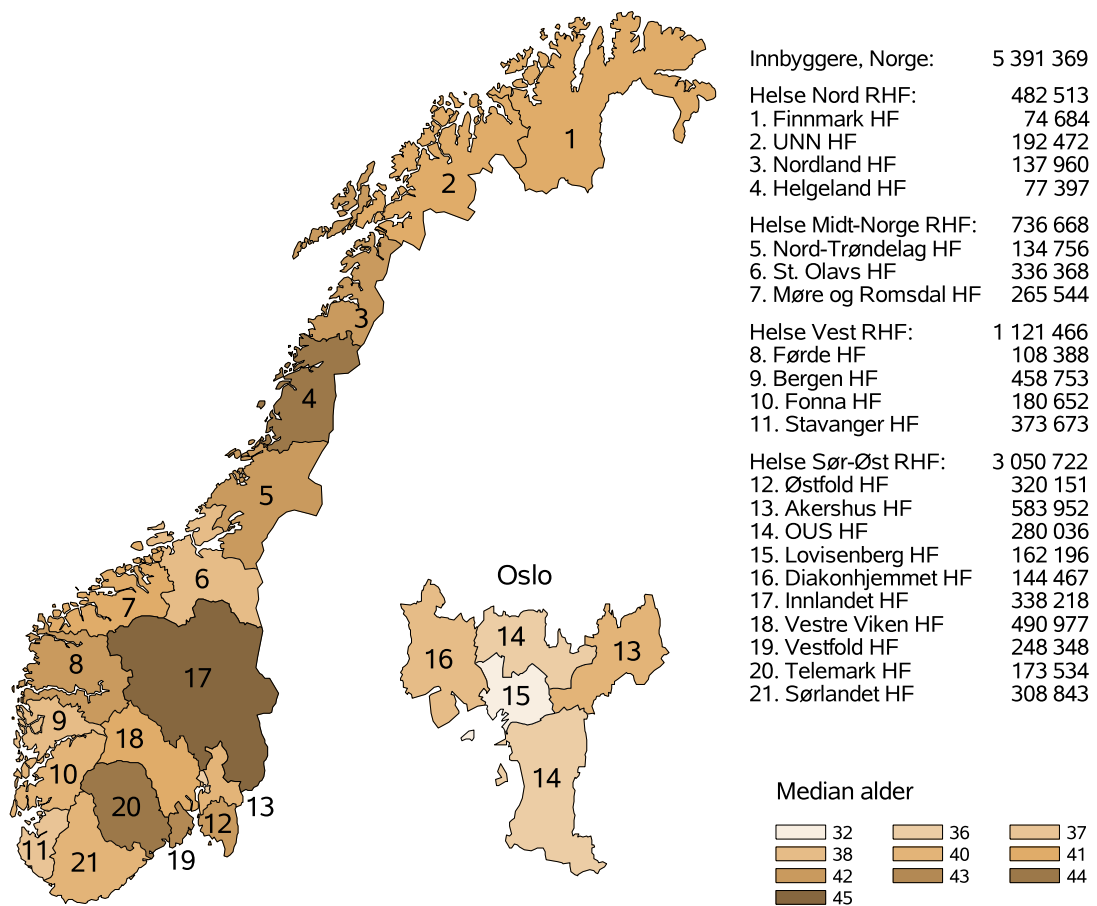 Innbyggere, Norge: 5 391 369
Helse Nord RHF: 482 513
1. Finnmark HF 74 684
2. UNN HF 192 472
3. Nordland HF 137 960
4. Helgeland HF 77 397
Helse Midt-Norge RHF: 736 668
5. Nord-Trøndelag HF 134 756
6. St. Olavs HF 336 368
7. Møre og Romsdal HF 265 544
Helse Vest RHF: 1 121 466
8. Førde HF 108 388
9. Bergen HF 458 753
10. Fonna HF 180 652
11. Stavanger HF 373 673
Helse Sør-Øst RHF: 3 050 722
12. Østfold HF 320 151
13. Akershus HF 583 952
14. OUS HF 280 036
15. Lovisenberg HF 162 196
16. Diakonhjemmet HF 144 467
17. Innlandet HF 338 218
18. Vestre Viken HF 490 977
19. Vestfold HF 248 348
20. Telemark HF 173 534
21. Sørlandet HF 308 843
1
2
3
4
5
6
7
8
17
9
18
10
20
13
12
11
21
19
Oslo
14
13
16
15
14
Median alder
32 36 37
38 40 41
42 43 44
45